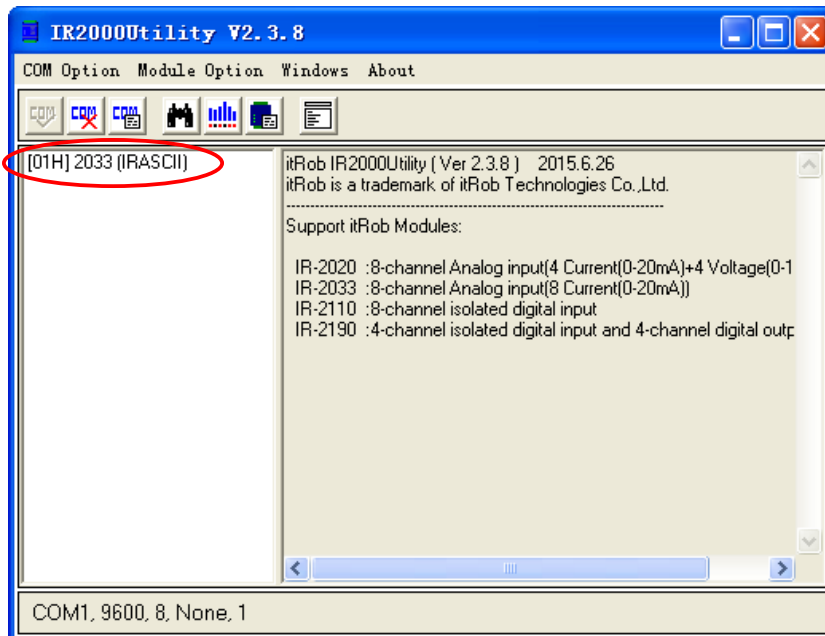 IR2000Utility V2.3.8
COM Option Module Option Windows About
COM COM COM
[01H] 2033 (IRASCII)
itRob IR2000Utility ( Ver 2.3.8 ) 2015.6.26
itRob is a trademark of itRob Technologies Co.,Ltd.
--------------------------------------------------------------------------
Support itRob Modules:
IR-2020 :8-channel Analog input(4 Current(0-20mA)+4 Voltage(0-1
IR-2033 :8-channel Analog input(8 Current(0-20mA))
IR-2110 :8-channel isolated digital input
IR-2190 :4-channel isolated digital input and 4-channel digital outp
COM1, 9600, 8, None, 1